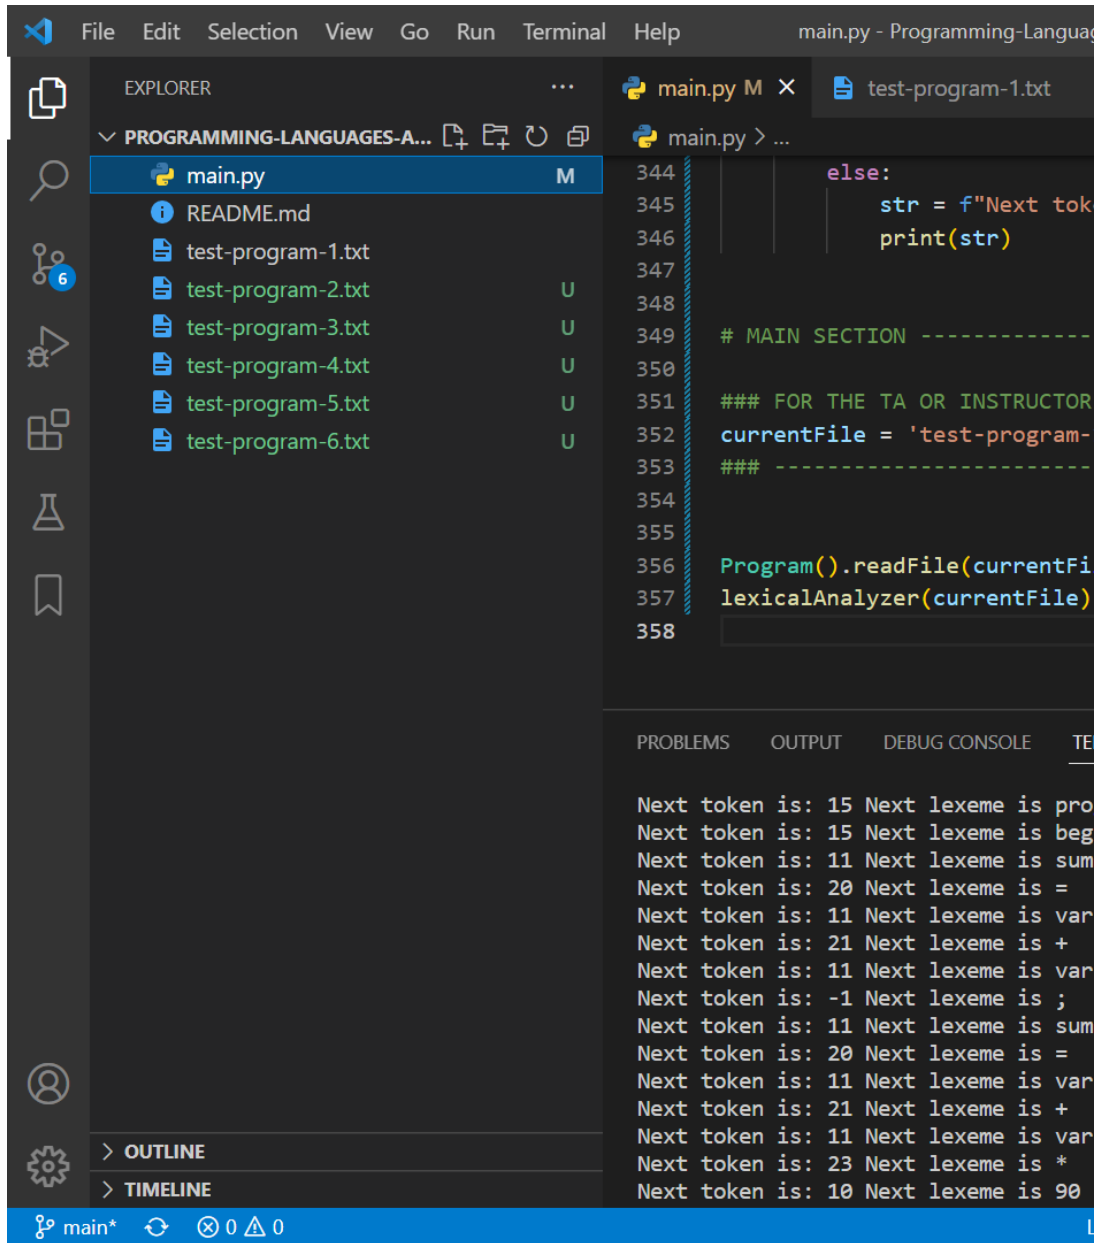 File Edit Selection View Go Run Terminal Help main.py - Programming-Langua
EXPLORER
PROGRAMMING-LANGUAGES-A...
main.py M
README.md
test-program-1.txt
test-program-2.txt U
test-program-3.txt U
test-program-4.txt U
test-program-5.txt U
test-program-6.txt U
6
OUTLINE
TIMELINE
main.py M test-program-1.txt
main.py > ...
344 else:
345 str = f"Next tok
346 print(str)
347
348
349 # MAIN SECTION -------------
350
351 ### FOR THE TA OR INSTRUCTOR
352 currentFile = 'test-program-
353 ### ------------------------
354
355
356 Program().readFile(currentFi
357 lexicalAnalyzer(currentFile)
358
PROBLEMS OUTPUT DEBUG CONSOLE TE
Next token is: 15 Next lexeme is pro
Next token is: 15 Next lexeme is beg
Next token is: 11 Next lexeme is sum
Next token is: 20 Next lexeme is =
Next token is: 11 Next lexeme is var
Next token is: 21 Next lexeme is +
Next token is: 11 Next lexeme is var
Next token is: -1 Next lexeme is ;
Next token is: 11 Next lexeme is sum
Next token is: 20 Next lexeme is =
Next token is: 11 Next lexeme is var
Next token is: 21 Next lexeme is +
Next token is: 11 Next lexeme is var
Next token is: 23 Next lexeme is *
Next token is: 10 Next lexeme is 90
main* 0 0 L